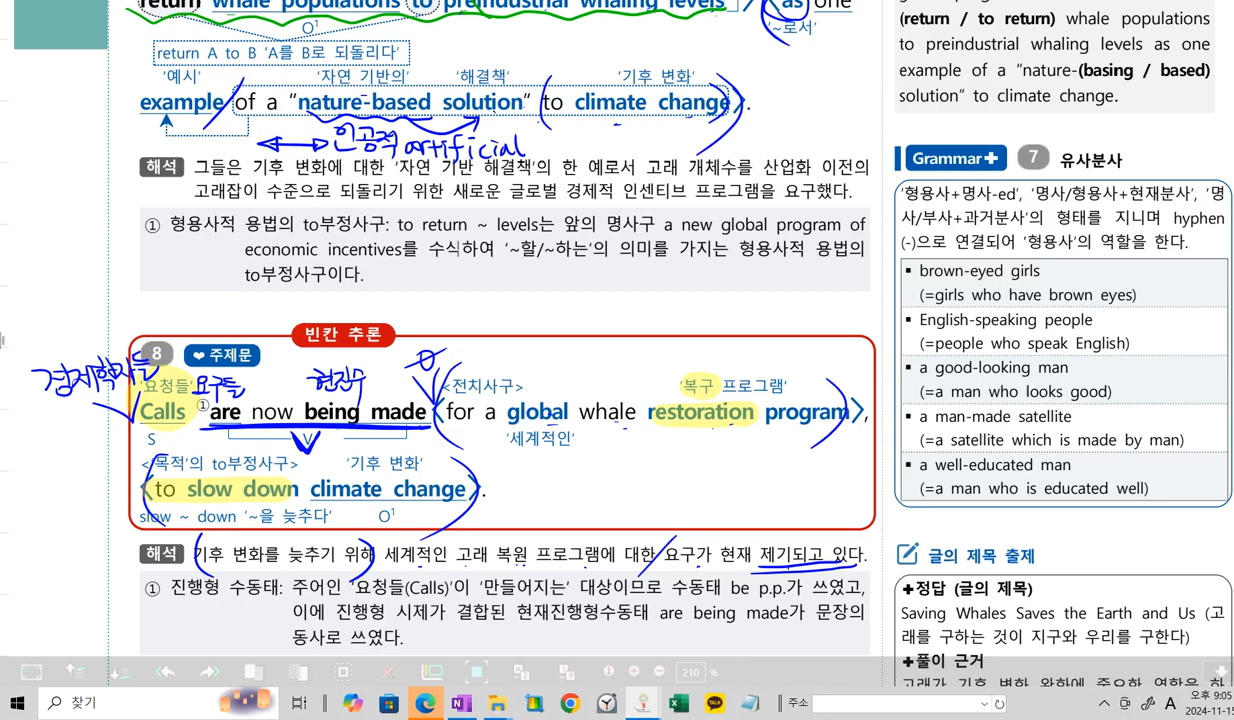 return whale populations to preindustrial whaling levels as one
O¹
'~로서'
return A to B 'A를 B로 되돌리다'
'예시' '자연 기반의' '해결책' '기후 변화'
example of a “nature-based solution“ to climate change.
인공적 artificial
해석 그들은 기후 변화에 대한 '자연 기반 해결책'의 한 예로서 고래 개체수를 산업화 이전의
고래잡이 수준으로 되돌리기 위한 새로운 글로벌 경제적 인센티브 프로그램을 요구했다.
① 형용사적 용법의 to부정사구: to return ~ levels는 앞의 명사구 a new global program of
economic incentives를 수식하여 '~할/~하는'의 의미를 가지는 형용사적 용법의
to부정사구이다.
빈칸 추론
8 ❤ 주제문
경제학자들
'요청들' 요구들 현진수 <전치사구> '복구 프로그램'
Calls ①are now being made for a global whale restoration program,
S V '세계적인'
<'목적'의 to부정사구> '기후 변화'
to slow down climate change.
slow ~ down '~을 늦추다' O¹
해석 기후 변화를 늦추기 위해 세계적인 고래 복원 프로그램에 대한 요구가 현재 제기되고 있다.
① 진행형 수동태: 주어인 '요청들(Calls)'이 '만들어지는' 대상이므로 수동태 be p.p.가 쓰였고,
이에 진행형 시제가 결합된 현재진행형수동태 are being made가 문장의
동사로 쓰였다.
(return / to return) whale populations
to preindustrial whaling levels as one
example of a “nature-(basing / based)
solution” to climate change.
Grammar+ 7 유사분사
'형용사+명사-ed', '명사/형용사+현재분사', '명
사/부사+과거분사'의 형태를 지니며 hyphen
(-)으로 연결되어 '형용사'의 역할을 한다.
▪ brown-eyed girls
(=girls who have brown eyes)
▪ English-speaking people
(=people who speak English)
▪ a good-looking man
(=a man who looks good)
▪ a man-made satellite
(=a satellite which is made by man)
▪ a well-educated man
(=a man who is educated well)
글의 제목 출제
✚정답 (글의 제목)
Saving Whales Saves the Earth and Us (고
래를 구하는 것이 지구와 우리를 구한다)
✚풀이 근거
고래가 기후 변화 완화에 중요한 역할을 하
210 %
찾기
주소
A
오후 9:05
2024-11-15